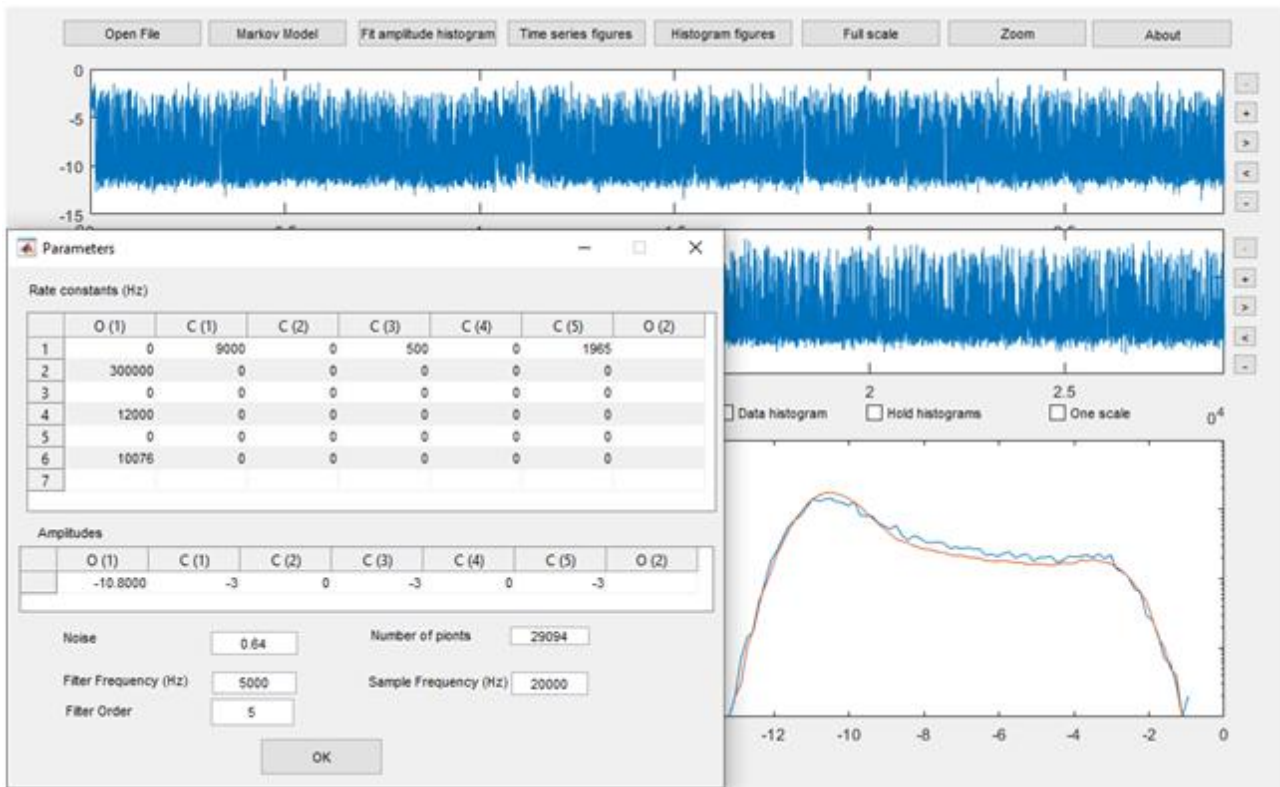 Open File Markov Model Fit amplitude histogram Time series figures Histogram figures Full scale Zoom About
0
-5
-10
-15
- + > < -
Parameters
Rate constants (Hz)
O (1) C (1) C (2) C (3) C (4) C (5) O (2)
1 0 9000 0 500 0 1965
2 300000 0 0 0 0 0
3 0 0 0 0 0 0
4 12000 0 0 0 0 0
5 0 0 0 0 0 0
6 10076 0 0 0 0 0
7
Amplitudes
O (1) C (1) C (2) C (3) C (4) C (5) O (2)
-10.8000 -3 0 -3 0 -3
Noise 0.64 Number of pionts 29094
Filter Frequency (Hz) 5000 Sample Frequency (Hz) 20000
Filter Order 5
OK
- + > < -
2 2.5
Data histogram Hold histograms One scale 0⁴
-12 -10 -8 -6 -4 -2 0